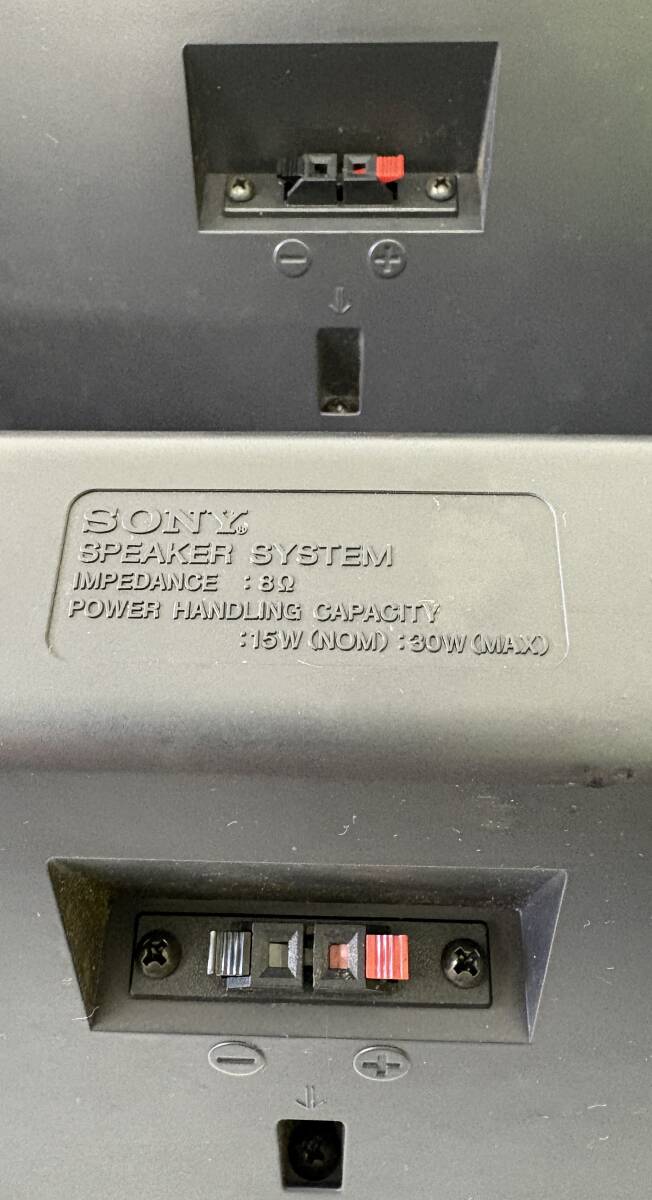 − +
↓
SONY®
SPEAKER SYSTEM
IMPEDANCE : 8Ω
POWER HANDLING CAPACITY
:15W (NOM) :30W (MAX)
− +
↓